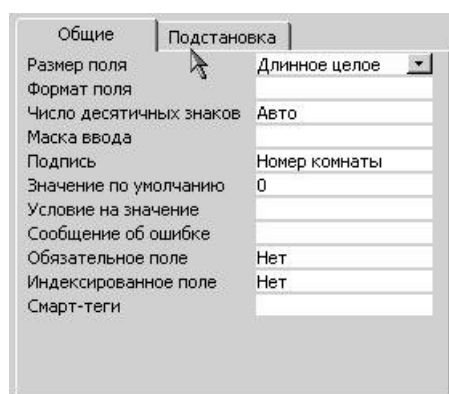 Общие Подстановка
Размер поля Длинное целое
Формат поля
Число десятичных знаков Авто
Маска ввода
Подпись Номер комнаты
Значение по умолчанию 0
Условие на значение
Сообщение об ошибке
Обязательное поле Нет
Индексированное поле Нет
Смарт-теги